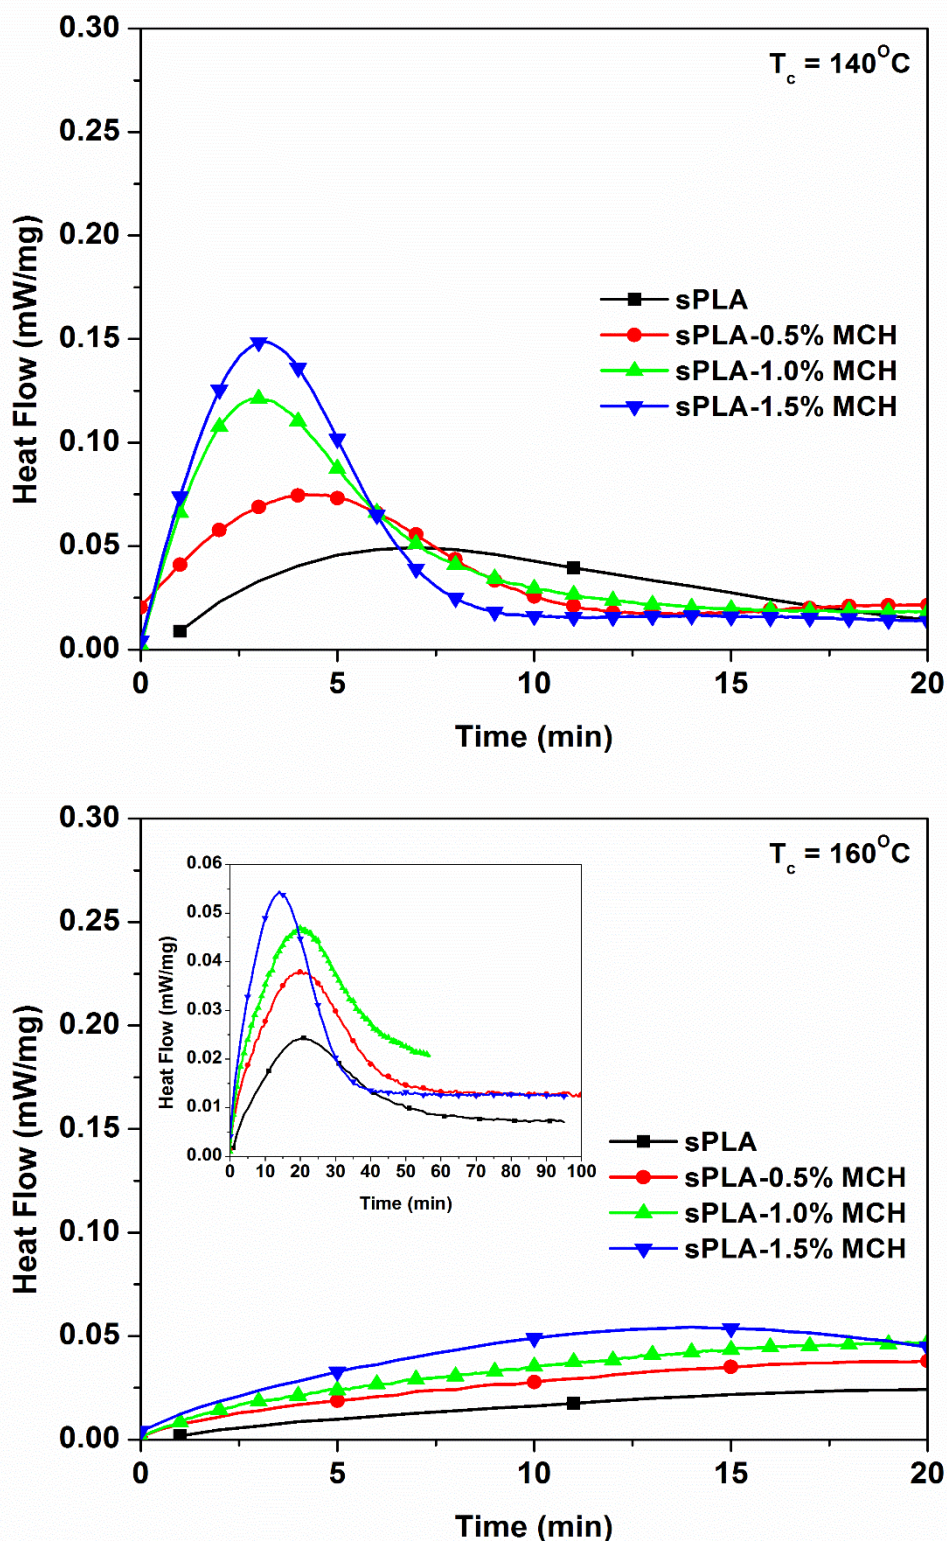 0.30
T_c = 140°C
0.25
0.20
0.15
0.10
0.05
0.00
Heat Flow (mW/mg)
sPLA
sPLA-0.5% MCH
sPLA-1.0% MCH
sPLA-1.5% MCH
0 5 10 15 20
Time (min)
0.30
T_c = 160°C
0.25
0.20
0.15
0.10
0.05
0.00
Heat Flow (mW/mg)
0.06
0.05
0.04
0.03
0.02
0.01
0.00
Heat Flow (mW/mg)
0 10 20 30 40 50 60 70 80 90 100
Time (min)
sPLA
sPLA-0.5% MCH
sPLA-1.0% MCH
sPLA-1.5% MCH
0 5 10 15 20
Time (min)